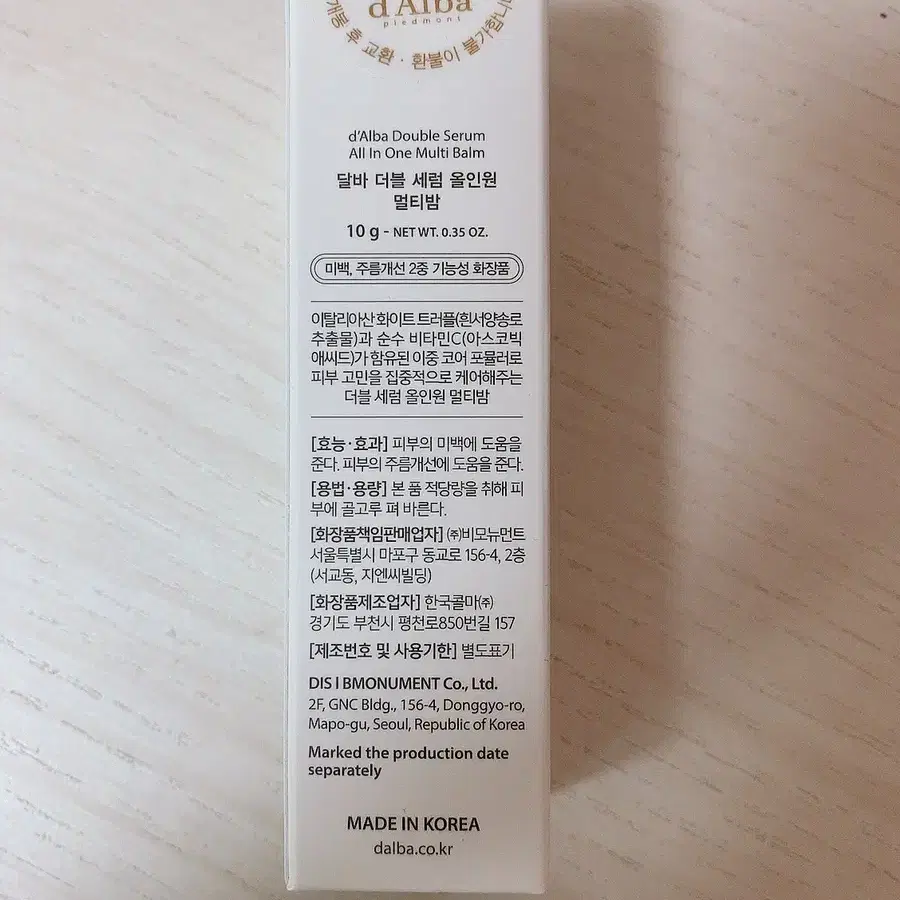 d'Alba
piedmont
개봉 후 교환 · 환불이 불가합니
d'Alba Double Serum
All In One Multi Balm
달바 더블 세럼 올인원
멀티밤
10 g - NET WT. 0.35 OZ.
미백, 주름개선 2중 기능성 화장품
이탈리아산 화이트 트러플(흰서양송로
추출물)과 순수 비타민C(아스코빅
애씨드)가 함유된 이중 코어 포뮬러로
피부 고민을 집중적으로 케어해주는
더블 세럼 올인원 멀티밤
[효능·효과] 피부의 미백에 도움을
준다. 피부의 주름개선에 도움을 준다.
[용법·용량] 본 품 적당량을 취해 피
부에 골고루 펴 바른다.
[화장품책임판매업자] ㈜비모뉴먼트
서울특별시 마포구 동교로 156-4, 2층
(서교동, 지엔씨빌딩)
[화장품제조업자] 한국콜마㈜
경기도 부천시 평천로850번길 157
[제조번호 및 사용기한] 별도표기
DIS l BMONUMENT Co., Ltd.
2F, GNC Bldg., 156-4, Donggyo-ro,
Mapo-gu, Seoul, Republic of Korea
Marked the production date
separately
MADE IN KOREA
dalba.co.kr